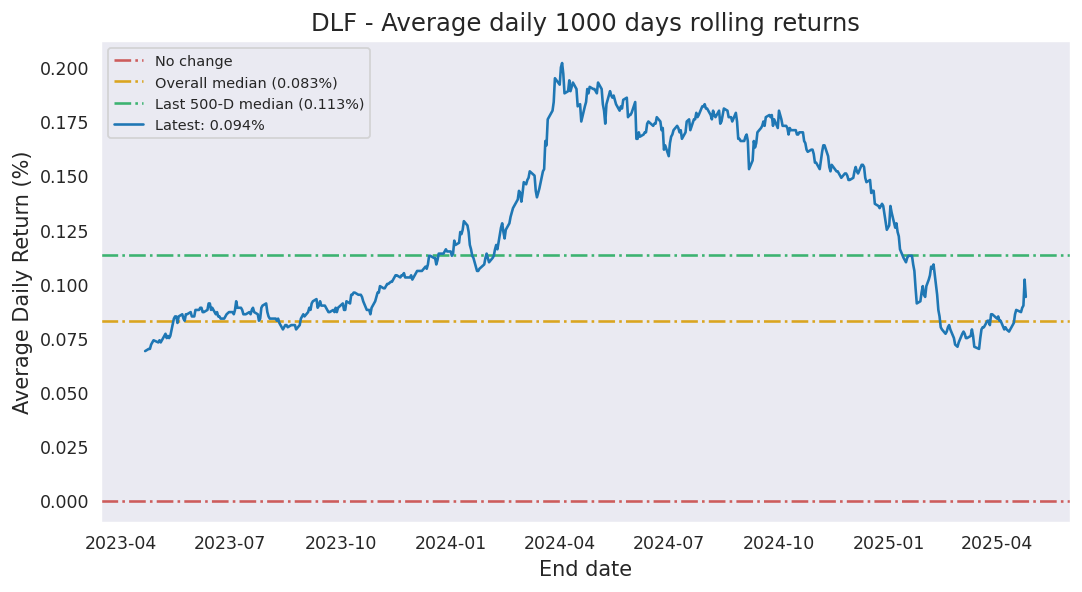 DLF - Average daily 1000 days rolling returns
No change
Overall median (0.083%)
Last 500-D median (0.113%)
Latest: 0.094%
Average Daily Return (%)
0.200
0.175
0.150
0.125
0.100
0.075
0.050
0.025
0.000
2023-04 2023-07 2023-10 2024-01 2024-04 2024-07 2024-10 2025-01 2025-04
End date